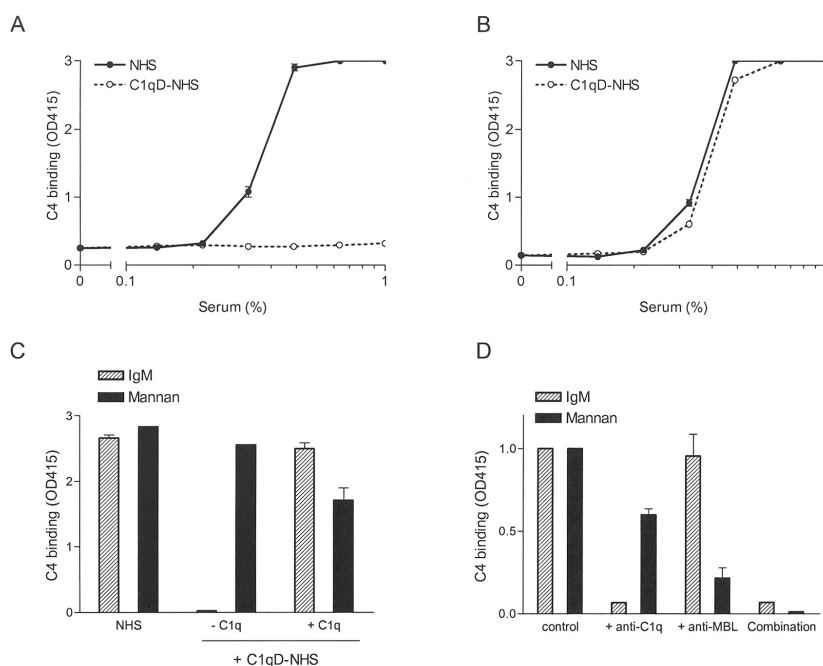 A
NHS
C1qD-NHS
C4 binding (OD415)
3
2
1
0
0
0.1
1
Serum (%)
B
NHS
C1qD-NHS
C4 binding (OD415)
3
2
1
0
0
0.1
Serum (%)
C
IgM
Mannan
C4 binding (OD415)
3
2
1
0
NHS
- C1q
+ C1q
+ C1qD-NHS
D
IgM
Mannan
C4 binding (OD415)
1.0
0.5
0.0
control
+ anti-C1q
+ anti-MBL
Combination